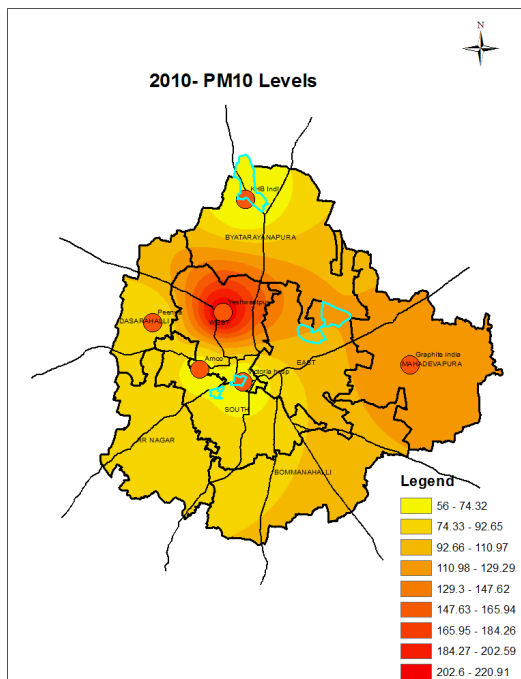 N
2010- PM10 Levels
KHB Indl
BYATARAYANAPURA
Yeshwantpur
WEST
Peenya
DASARAHALLI
Amco
Victoria hosp
EAST
Graphite India
MAHADEVAPURA
SOUTH
RR NAGAR
BOMMANAHALLI
Legend
56 - 74.32
74.33 - 92.65
92.66 - 110.97
110.98 - 129.29
129.3 - 147.62
147.63 - 165.94
165.95 - 184.26
184.27 - 202.59
202.6 - 220.91